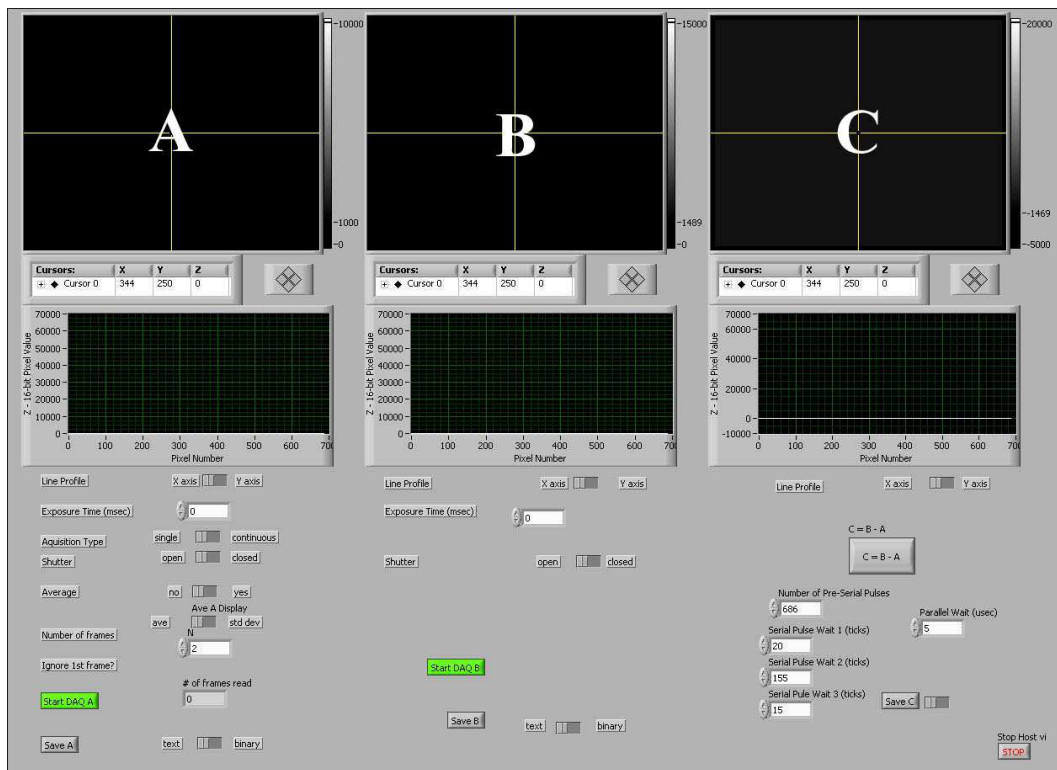 A
10000
1000
0
B
15000
1489
0
C
20000
-1469
-5000
Cursors: X Y Z
Cursor 0 344 250 0
Cursors: X Y Z
Cursor 0 344 250 0
Cursors: X Y Z
Cursor 0 344 250 0
Z - 16-bit Pixel Value
70000
60000
50000
40000
30000
20000
10000
0
0 100 200 300 400 500 600 700
Pixel Number
Z - 16-bit Pixel Value
70000
60000
50000
40000
30000
20000
10000
0
0 100 200 300 400 500 600 700
Pixel Number
Z - 16-bit Pixel Value
70000
60000
40000
20000
0
-10000
0 100 200 300 400 500 600 700
Pixel Number
Line Profile X axis Y axis
Exposure Time (msec) 0
Aquisition Type single continuous
Shutter open closed
Average no yes
Ave A Display
ave std dev
Number of frames N
2
Ignore 1st frame?
# of frames read
Start DAQ A 0
Save A text binary
Line Profile X axis Y axis
Exposure Time (msec) 0
Shutter open closed
Start DAQ B
Save B text binary
Line Profile X axis Y axis
C = B - A
C = B - A
Number of Pre-Serial Pulses
686
Parallel Wait (usec)
5
Serial Pulse Wait 1 (ticks)
20
Serial Pulse Wait 2 (ticks)
155
Serial Pule Wait 3 (ticks)
15
Save C
Stop Host vi
STOP